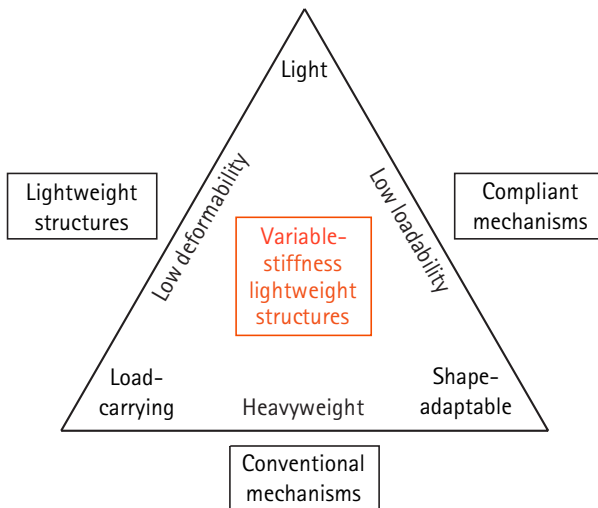 Light
Low deformability
Low loadability
Lightweight
structures
Compliant
mechanisms
Variable-
stiffness
lightweight
structures
Load-
carrying
Heavyweight
Shape-
adaptable
Conventional
mechanisms